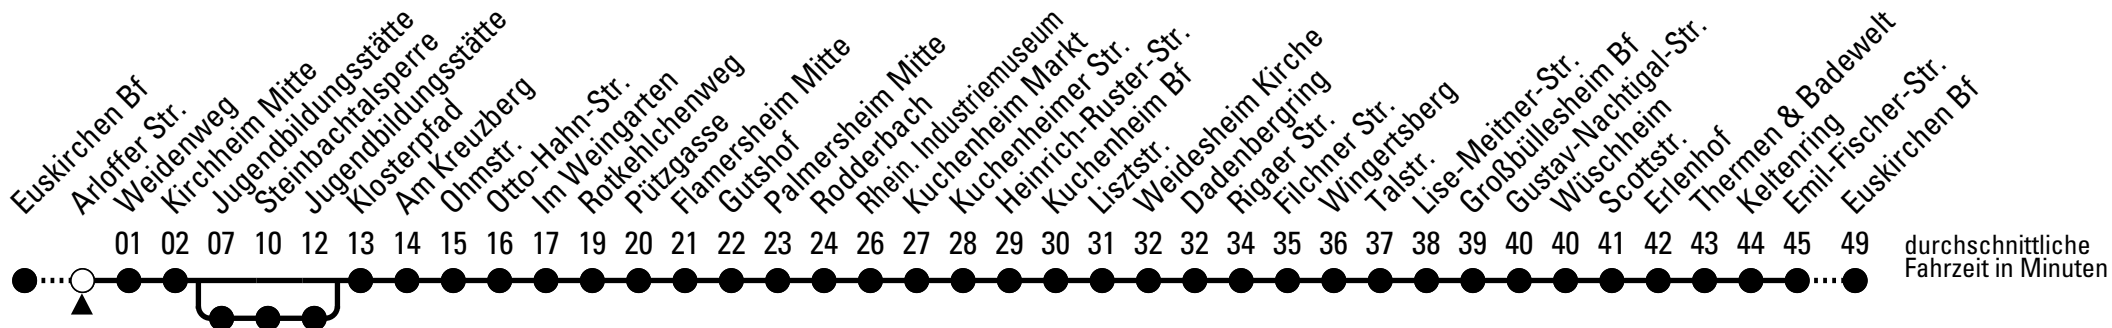 Euskirchen Bf
Arloffer Str.
Weidenweg
Kirchheim Mitte
Jugendbildungsstätte
Steinbachtalsperre
Jugendbildungsstätte
Klosterpfad
Am Kreuzberg
Ohmstr.
Otto-Hahn-Str.
Im Weingarten
Rotkehlchenweg
Pützgasse
Flamersheim Mitte
Gutshof
Palmersheim Mitte
Rodderbach
Rhein. Industriemuseum
Kuchenheim Markt
Kuchenheimer Str.
Heinrich-Ruster-Str.
Kuchenheim Bf
Lisztstr.
Weidesheim Kirche
Dadenbergring
Rigaer Str.
Filchner Str.
Wingertsberg
Talstr.
Lise-Meitner-Str.
Großbüllesheim Bf
Gustav-Nachtigal-Str.
Wüschheim
Scottstr.
Erlenhof
Thermen & Badewelt
Keltenring
Emil-Fischer-Str.
Euskirchen Bf
01 02 07 10 12 13 14 15 16 17 19 20 21 22 23 24 26 27 28 29 30 31 32 32 34 35 36 37 38 39 40 40 41 42 43 44 45 49
durchschnittliche
Fahrzeit in Minuten